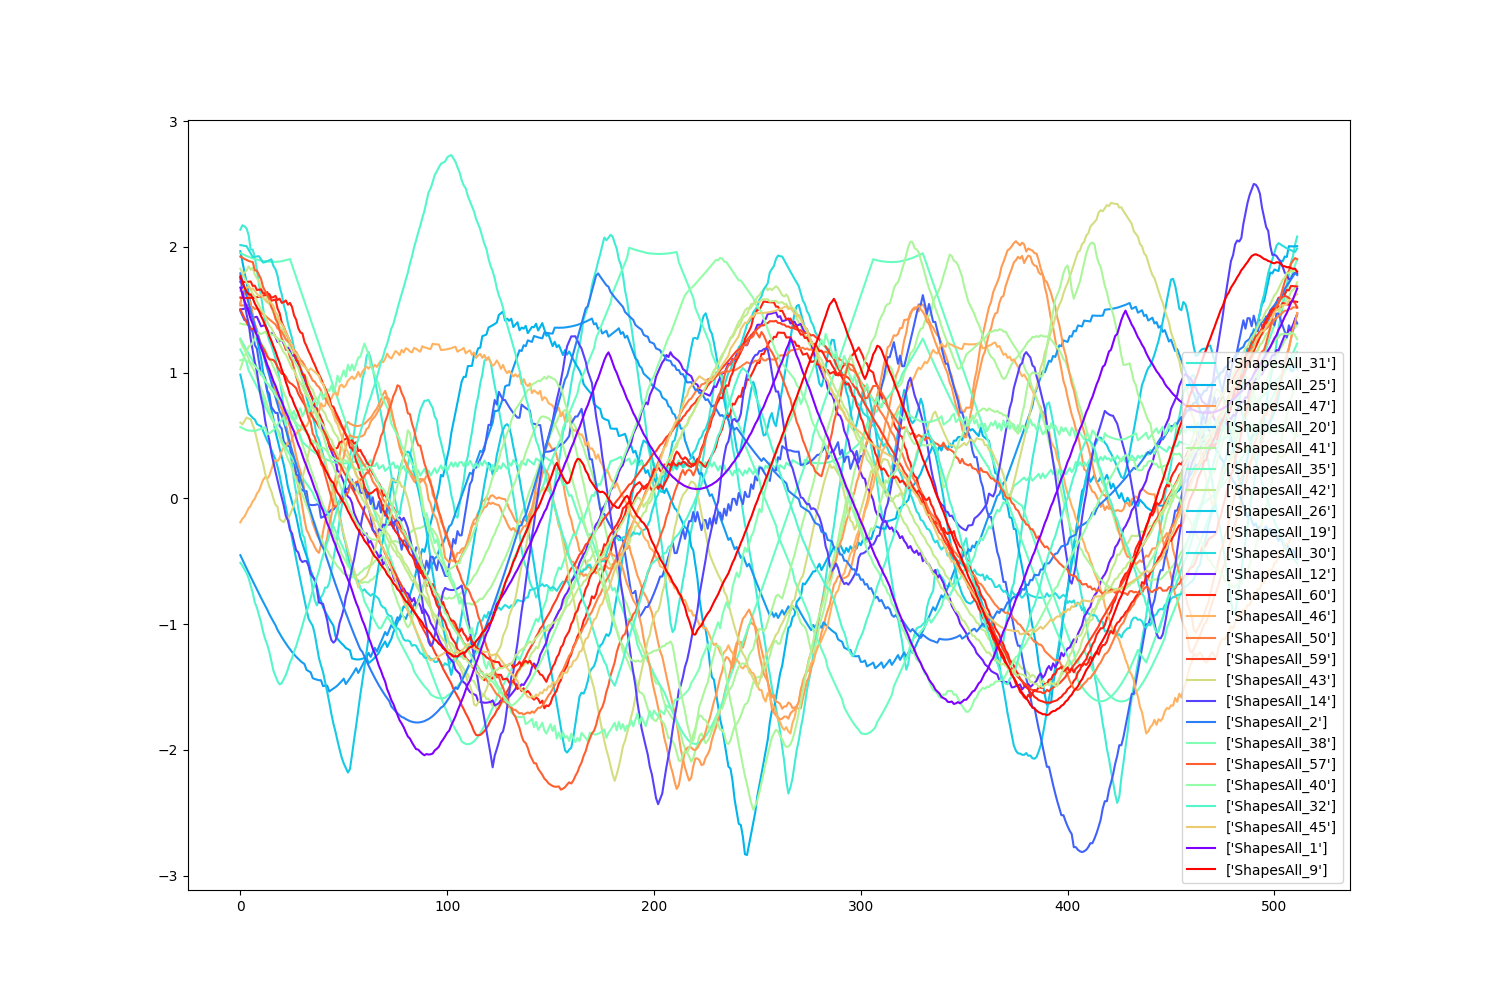 3
2
1
0
−1
−2
−3
0
100
200
300
400
500
['ShapesAll_31']
['ShapesAll_25']
['ShapesAll_47']
['ShapesAll_20']
['ShapesAll_41']
['ShapesAll_35']
['ShapesAll_42']
['ShapesAll_26']
['ShapesAll_19']
['ShapesAll_30']
['ShapesAll_12']
['ShapesAll_60']
['ShapesAll_46']
['ShapesAll_50']
['ShapesAll_59']
['ShapesAll_43']
['ShapesAll_14']
['ShapesAll_2']
['ShapesAll_38']
['ShapesAll_57']
['ShapesAll_40']
['ShapesAll_32']
['ShapesAll_45']
['ShapesAll_1']
['ShapesAll_9']